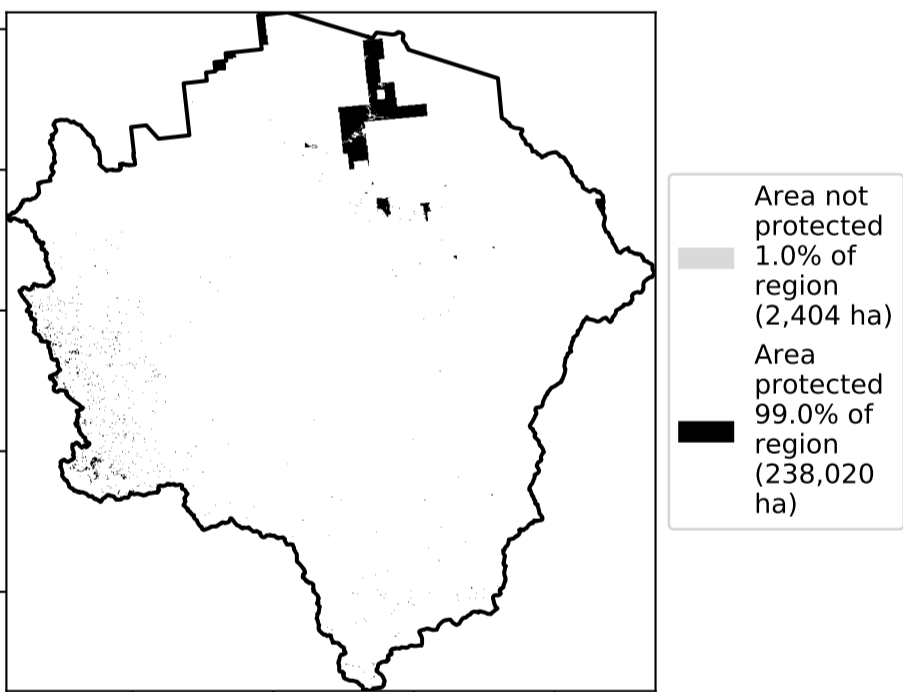 Area not
protected
1.0% of
region
(2,404 ha)
Area
protected
99.0% of
region
(238,020
ha)